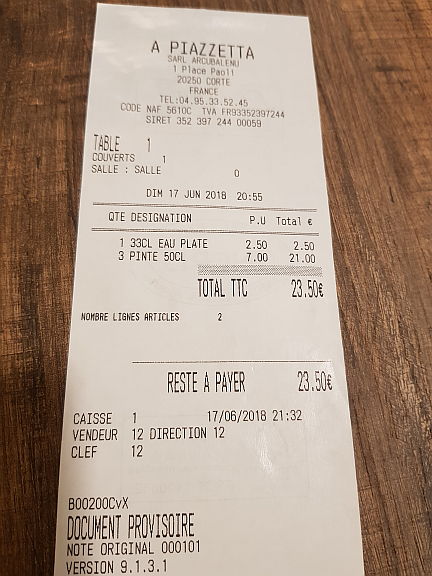 A PIAZZETTA
SARL ARCUBALENU
1 Place Paoli
20250 CORTE
FRANCE
TEL:04.95.33.52.45
CODE NAF 5610C TVA FR93352397244
SIRET 352 397 244 00059
TABLE 1
COUVERTS 1
SALLE : SALLE 0
DIM 17 JUN 2018 20:55
QTE DESIGNATION P.U Total €
1 33CL EAU PLATE 2.50 2.50
3 PINTE 50CL 7.00 21.00
TOTAL TTC 23.50€
NOMBRE LIGNES ARTICLES 2
RESTE A PAYER 23.50€
CAISSE 1 17/06/2018 21:32
VENDEUR 12 DIRECTION 12
CLEF 12
B00200CvX
DOCUMENT PROVISOIRE
NOTE ORIGINAL 000101
VERSION 9.1.3.1